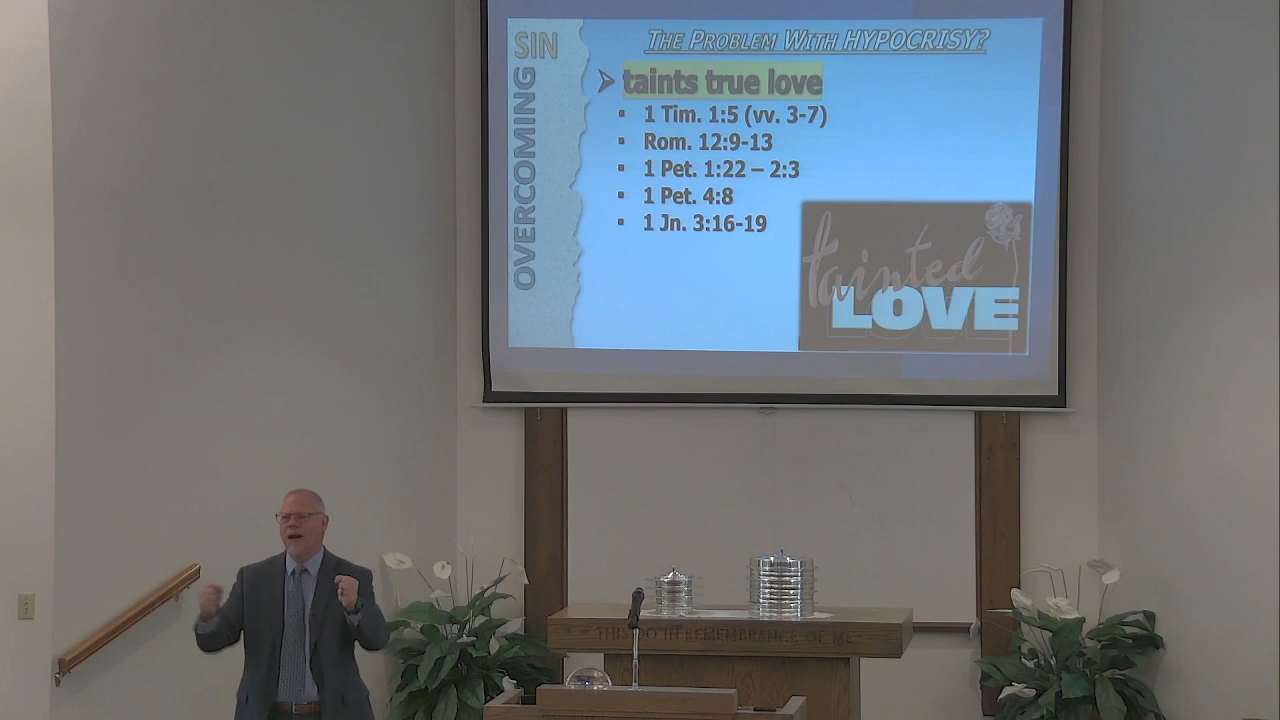 OVERCOMING SIN
THE PROBLEM WITH HYPOCRISY?
taints true love
1 Tim. 1:5 (vv. 3-7)
Rom. 12:9-13
1 Pet. 1:22 – 2:3
1 Pet. 4:8
1 Jn. 3:16-19
tainted
LOVE
THIS DO IN REMEMBRANCE OF ME